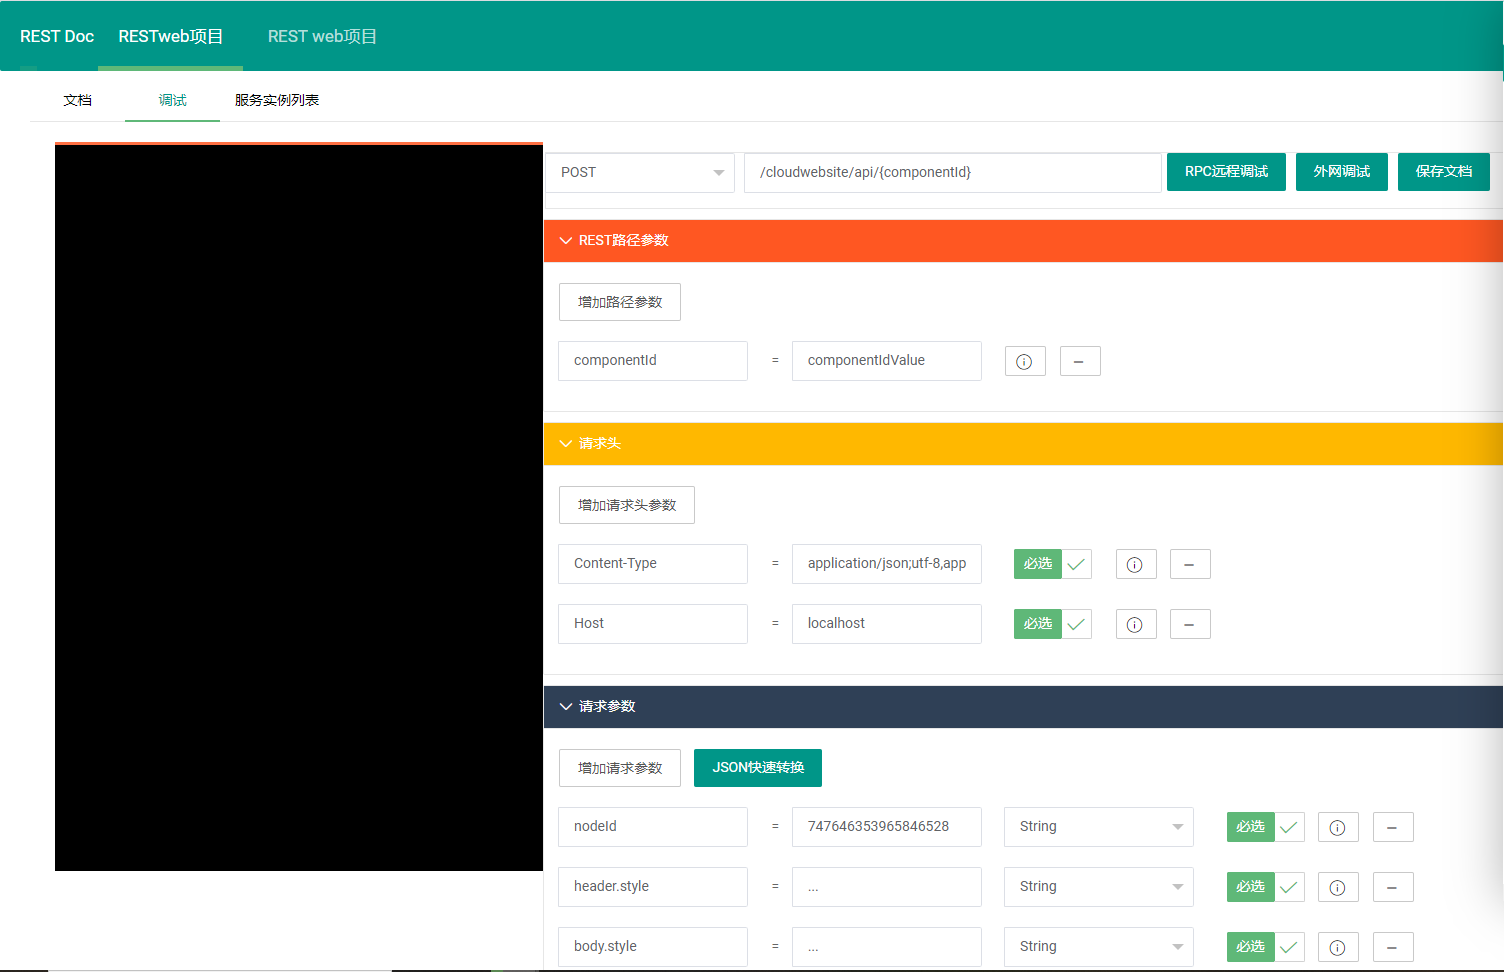 REST Doc RESTweb项目 REST web项目
文档 调试 服务实例列表
POST /cloudwebsite/api/{componentId} RPC远程调试 外网调试 保存文档
REST路径参数
增加路径参数
componentId = componentIdValue
请求头
增加请求头参数
Content-Type = application/json;utf-8,app 必选
Host = localhost 必选
请求参数
增加请求参数 JSON快速转换
nodeId = 747646353965846528 String 必选
header.style = ... String 必选
body.style = ... String 必选